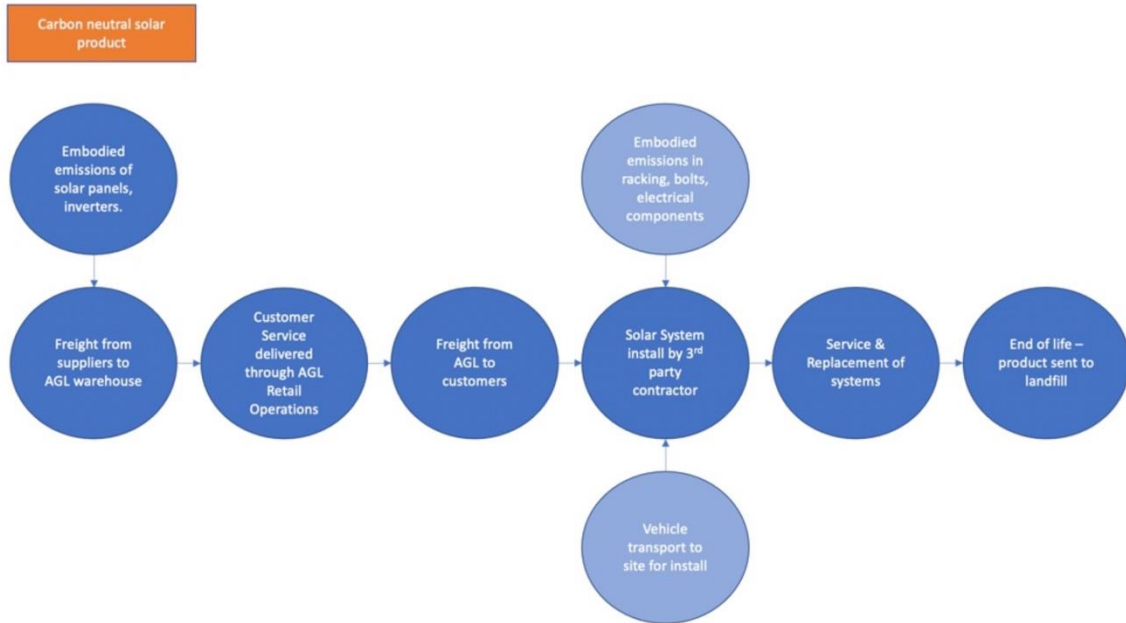 Carbon neutral solar
product
Embodied
emissions of
solar panels,
inverters.
Embodied
emissions in
racking, bolts,
electrical
components
Freight from
suppliers to
AGL warehouse
Customer
Service
delivered
through AGL
Retail
Operations
Freight from
AGL to
customers
Solar System
install by 3rd
party
contractor
Service &
Replacement of
systems
End of life –
product sent to
landfill
Vehicle
transport to
site for install